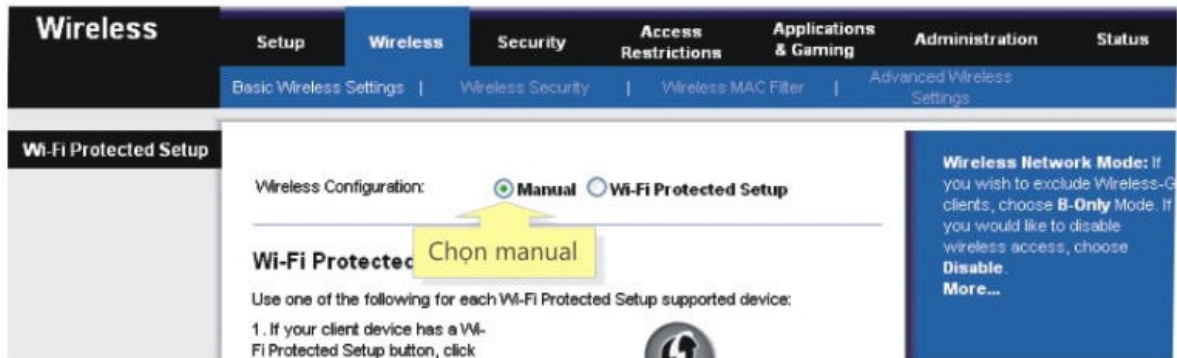 Wireless
Setup
Wireless
Security
Access
Restrictions
Applications
& Gaming
Administration
Status
Basic Wireless Settings |
Wireless Security |
Wireless MAC Filter |
Advanced Wireless
Settings
Wi-Fi Protected Setup
Wireless Configuration: Manual Wi-Fi Protected Setup
Chọn manual
Wi-Fi Protected
Use one of the following for each Wi-Fi Protected Setup supported device:
1. If your client device has a Wi-
Fi Protected Setup button, click
Wireless Network Mode: If
you wish to exclude Wireless-G
clients, choose B-Only Mode. If
you would like to disable
wireless access, choose
Disable.
More...